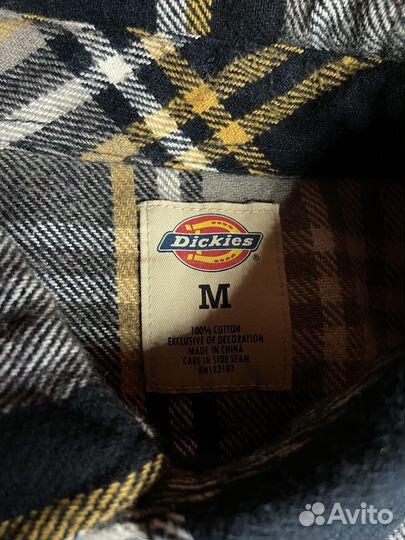 Dickies
M
100% COTTON
EXCLUSIVE OF DECORATION
MADE IN CHINA
CARE IN SIDE SEAM
RN123187
Avito